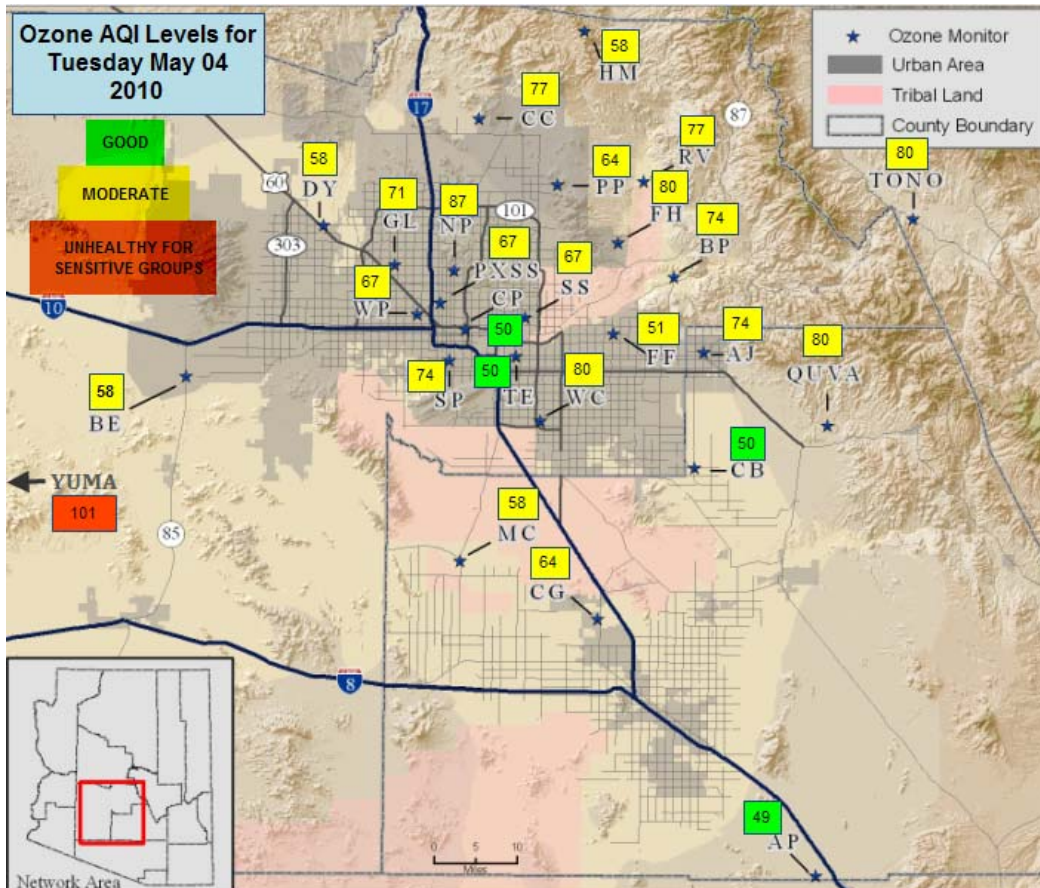 Ozone AQI Levels for
Tuesday May 04
2010
GOOD
MODERATE
UNHEALTHY FOR
SENSITIVE GROUPS
Ozone Monitor
Urban Area
Tribal Land
County Boundary
58
HM
77
CC
17
87
77
RV
80
TONO
64
PP
58
DY
60
71
GL
87
NP
101
80
FH
74
BP
303
67
PXSS
67
SS
67
WP
CP
50
10
51
FF
74
AJ
80
QUVA
74
SP
50
TE
80
WC
58
BE
50
CB
YUMA
101
85
58
MC
64
CG
8
49
AP
0 5 10
Miles
Network Area